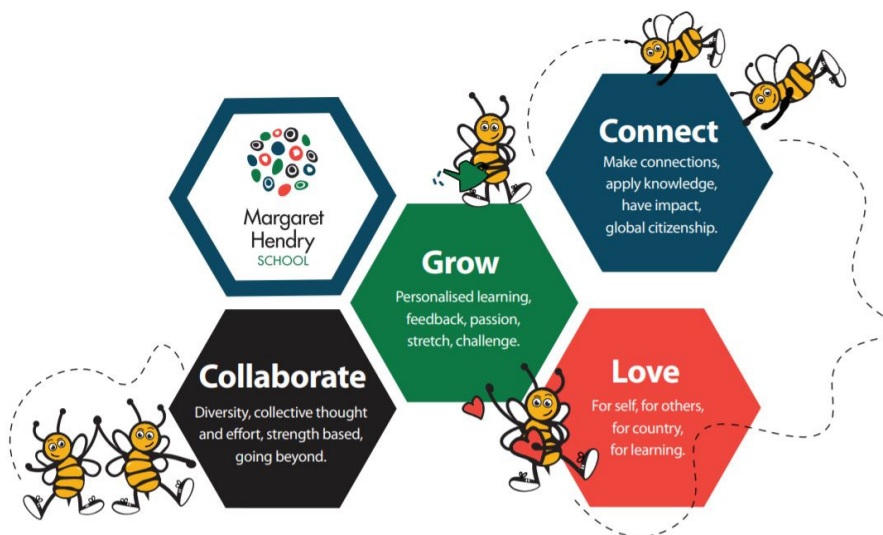 Margaret
Hendry
SCHOOL
Connect
Make connections,
apply knowledge,
have impact,
global citizenship.
Grow
Personalised learning,
feedback, passion,
stretch, challenge.
Collaborate
Diversity, collective thought
and effort, strength based,
going beyond.
Love
For self, for others,
for country,
for learning.